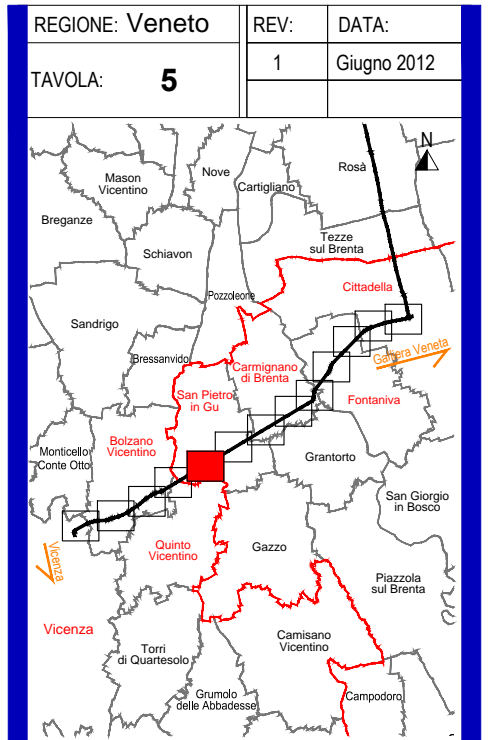 REGIONE: Veneto
REV:
DATA:
TAVOLA: 5
1
Giugno 2012
N
Nove
Rosà
Mason
Vicentino
Cartigliano
Breganze
Tezze
sul Brenta
Schiavon
Cittadella
Pozzoleone
Sandrigo
Galliera Veneta
Bressanvido
Carmignano
di Brenta
San Pietro
in Gu
Fontaniva
Bolzano
Vicentino
Monticello
Conte Otto
Grantorto
San Giorgio
in Bosco
Quinto
Vicentino
Gazzo
Vicenza
Piazzola
sul Brenta
Vicenza
Camisano
Vicentino
Torri
di Quartesolo
Grumolo
delle Abbadesse
Campodoro